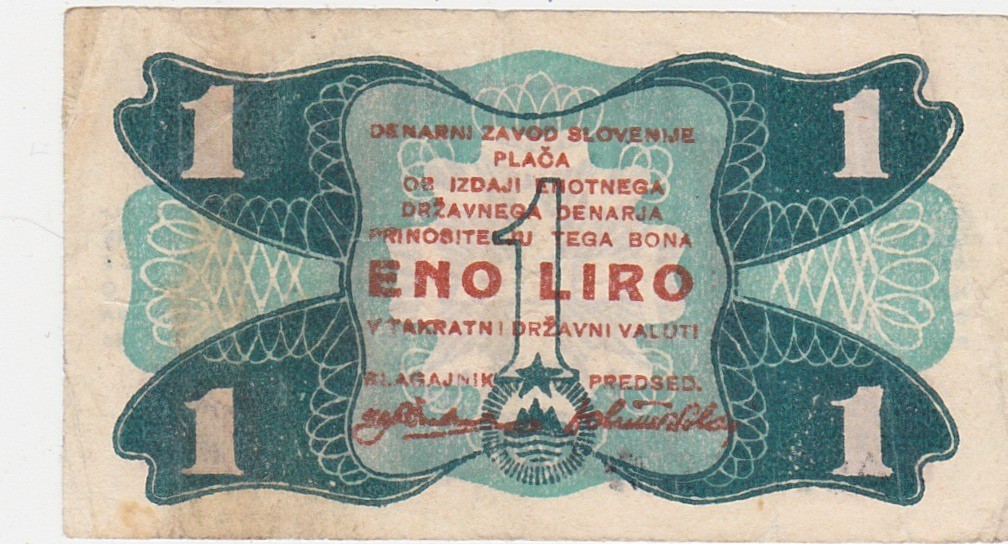 1 1
DENARNI ZAVOD SLOVENIJE
PLAČA
OB IZDAJI ENOTNEGA
DRŽAVNEGA DENARJA
PRINOSITELJU TEGA BONA
1
ENO LIRO
V TAKRATNI DRŽAVNI VALUTI
BLAGAJNIK PREDSED.
1 1